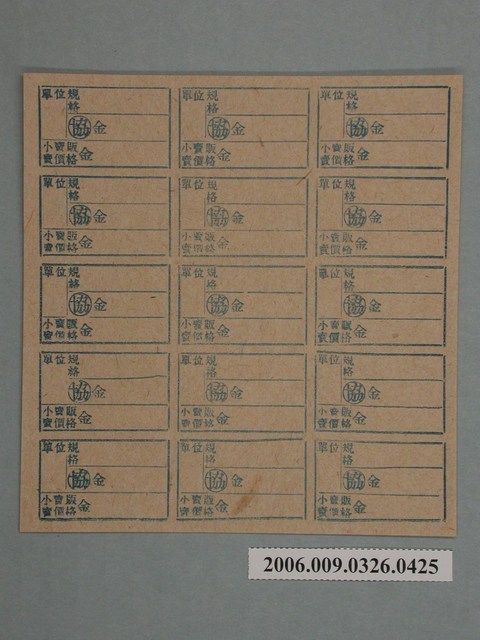 單位規
格
協金
小賣販
賣價格金
單位規
格
協金
小賣販
賣價格金
單位規
格
協金
小賣販
賣價格金
單位規
格
協金
小賣販
賣價格金
單位規
格
協金
小賣販
賣價格金
單位規
格
協金
小賣販
賣價格金
單位規
格
協金
小賣販
賣價格金
單位規
格
協金
小賣販
賣價格金
單位規
格
協金
小賣販
賣價格金
單位規
格
協金
小賣販
賣價格金
單位規
格
協金
小賣販
賣價格金
單位規
格
協金
小賣販
賣價格金
單位規
格
協金
小賣販
賣價格金
單位規
格
協金
小賣販
賣價格金
單位規
格
協金
小賣販
賣價格金
2006.009.0326.0425